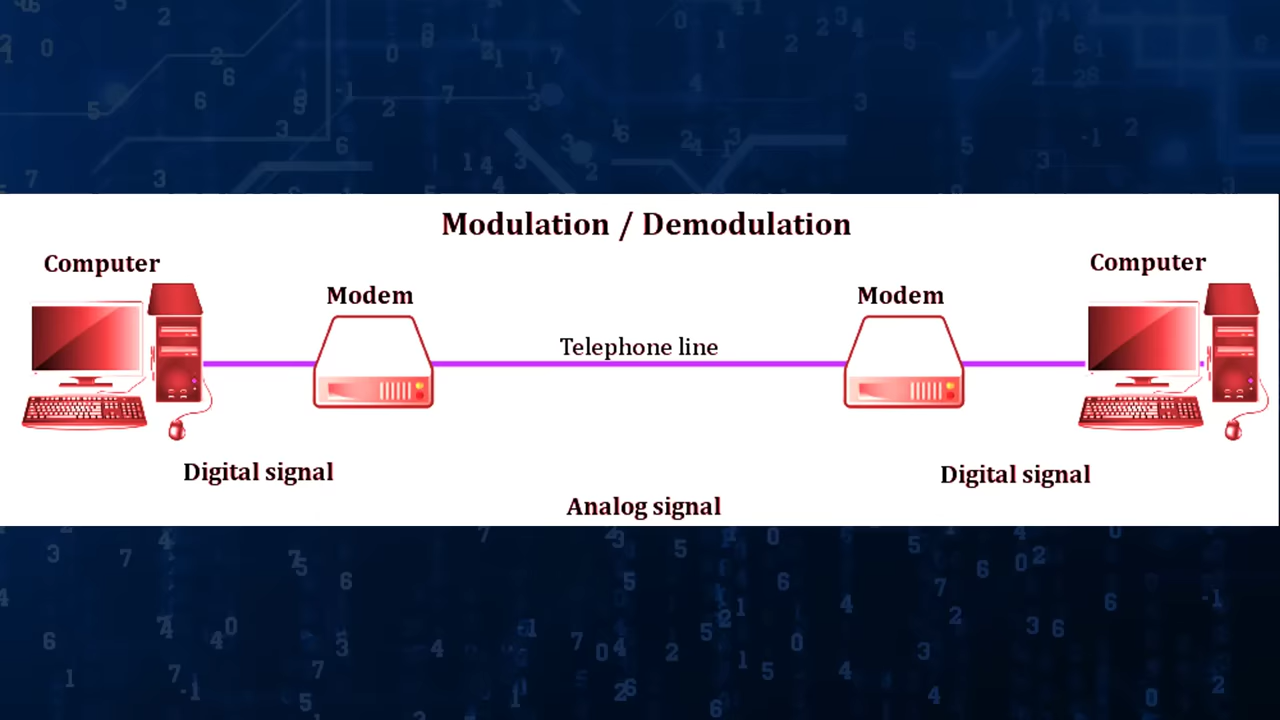 Modulation / Demodulation
Computer
Computer
Modem
Modem
Telephone line
Digital signal
Digital signal
Analog signal